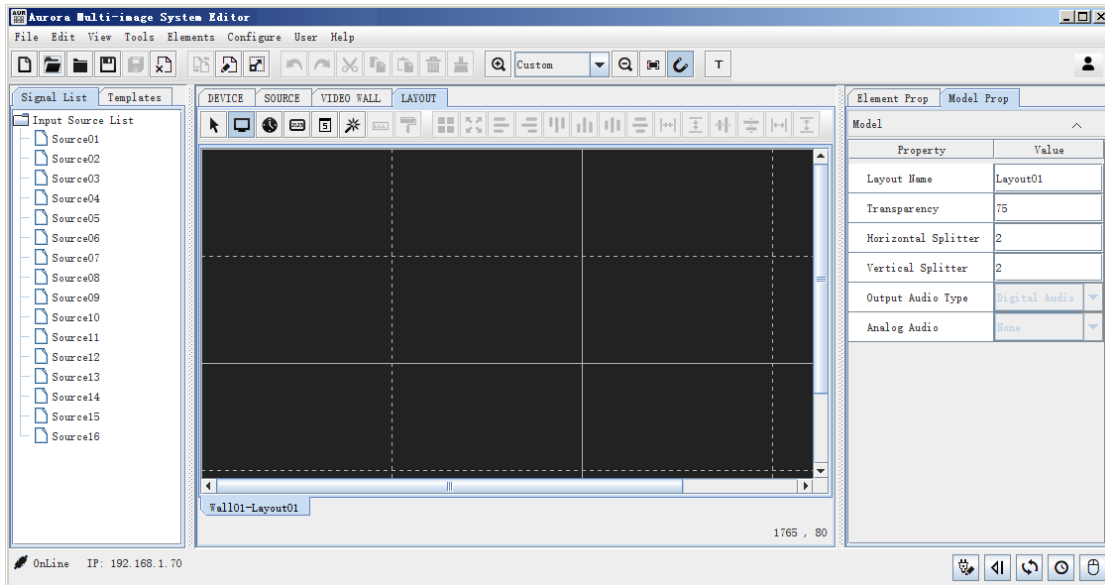 Aurora Multi-image System Editor
File Edit View Tools Elements Configure User Help
Custom
T
Signal List Templates
Input Source List
Source01
Source02
Source03
Source04
Source05
Source06
Source07
Source08
Source09
Source10
Source11
Source12
Source13
Source14
Source15
Source16
DEVICE SOURCE VIDEO WALL LAYOUT
Wall01-Layout01
1765 , 80
Element Prop Model Prop
Model
Property Value
Layout Name Layout01
Transparency 75
Horizontal Splitter 2
Vertical Splitter 2
Output Audio Type Digital Audio
Analog Audio None
OnLine IP: 192.168.1.70